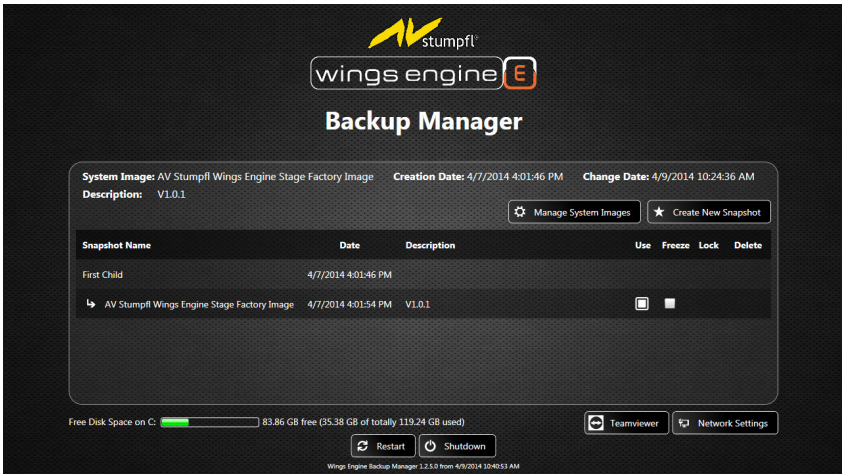 AV stumpfl®
wings engine E
Backup Manager
System Image: AV Stumpfl Wings Engine Stage Factory Image Creation Date: 4/7/2014 4:01:46 PM Change Date: 4/9/2014 10:24:36 AM
Description: V1.0.1
Manage System Images Create New Snapshot
Snapshot Name Date Description Use Freeze Lock Delete
First Child 4/7/2014 4:01:46 PM
AV Stumpfl Wings Engine Stage Factory Image 4/7/2014 4:01:54 PM V1.0.1
Free Disk Space on C: 83.86 GB free (35.38 GB of totally 119.24 GB used) Teamviewer Network Settings
Restart Shutdown
Wings Engine Backup Manager 1.2.5.0 from 4/9/2014 10:40:53 AM